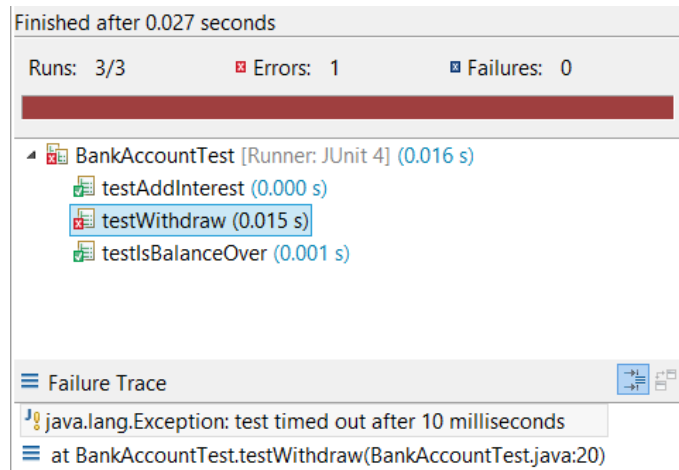 Finished after 0.027 seconds
Runs: 3/3 Errors: 1 Failures: 0
BankAccountTest [Runner: JUnit 4] (0.016 s)
testAddInterest (0.000 s)
testWithdraw (0.015 s)
testIsBalanceOver (0.001 s)
Failure Trace
java.lang.Exception: test timed out after 10 milliseconds
at BankAccountTest.testWithdraw(BankAccountTest.java:20)